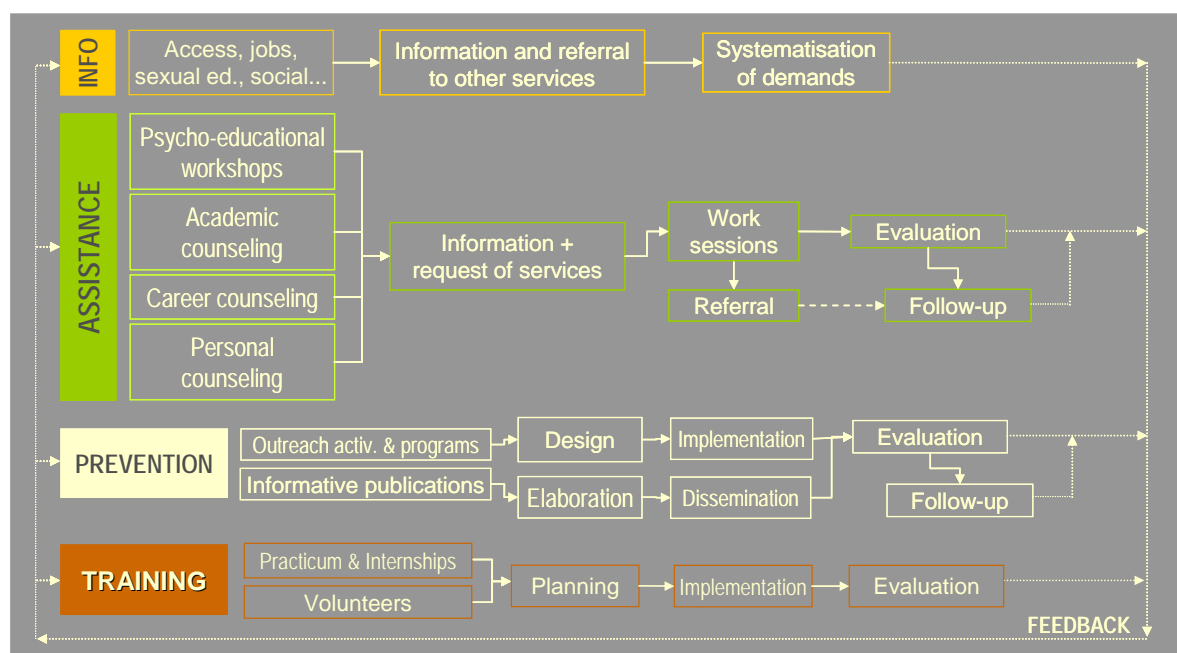 INFO
Access, jobs,
sexual ed., social...
Information and referral
to other services
Systematisation
of demands
ASSISTANCE
Psycho-educational
workshops
Academic
counseling
Career counseling
Personal
counseling
Information +
request of services
Work
sessions
Evaluation
Referral
Follow-up
PREVENTION
Outreach activ. & programs
Design
Implementation
Evaluation
Informative publications
Elaboration
Dissemination
Follow-up
TRAINING
Practicum & Internships
Volunteers
Planning
Implementation
Evaluation
FEEDBACK